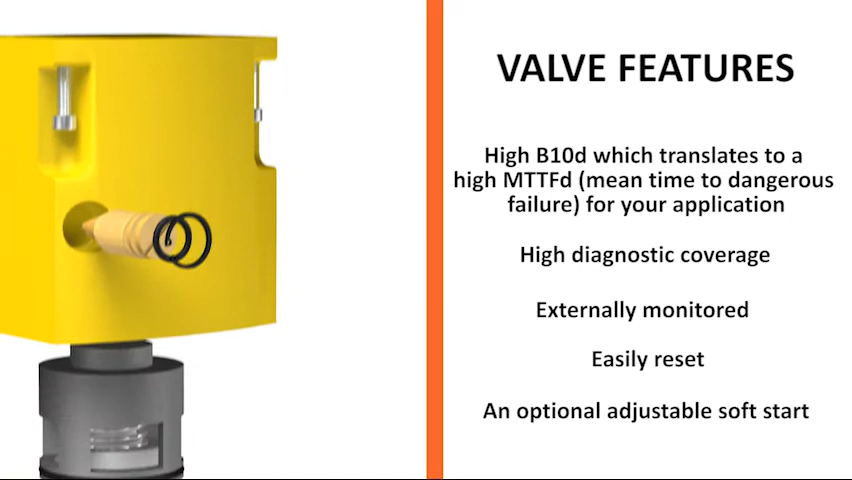 VALVE FEATURES
High B10d which translates to a
high MTTFd (mean time to dangerous
failure) for your application
High diagnostic coverage
Externally monitored
Easily reset
An optional adjustable soft start